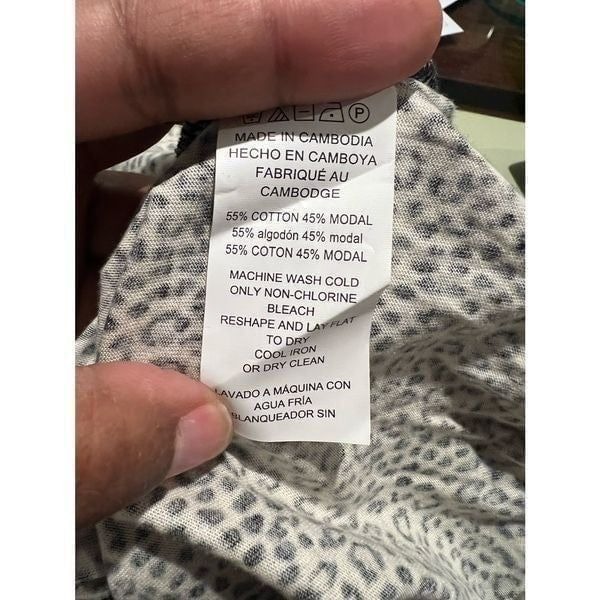 MADE IN CAMBODIA
HECHO EN CAMBOYA
FABRIQUÉ AU
CAMBODGE
55% COTTON 45% MODAL
55% algodón 45% modal
55% COTON 45% MODAL
MACHINE WASH COLD
ONLY NON-CHLORINE
BLEACH
RESHAPE AND LAY FLAT
TO DRY
COOL IRON
OR DRY CLEAN
LAVADO A MÁQUINA CON
AGUA FRÍA
BLANQUEADOR SIN